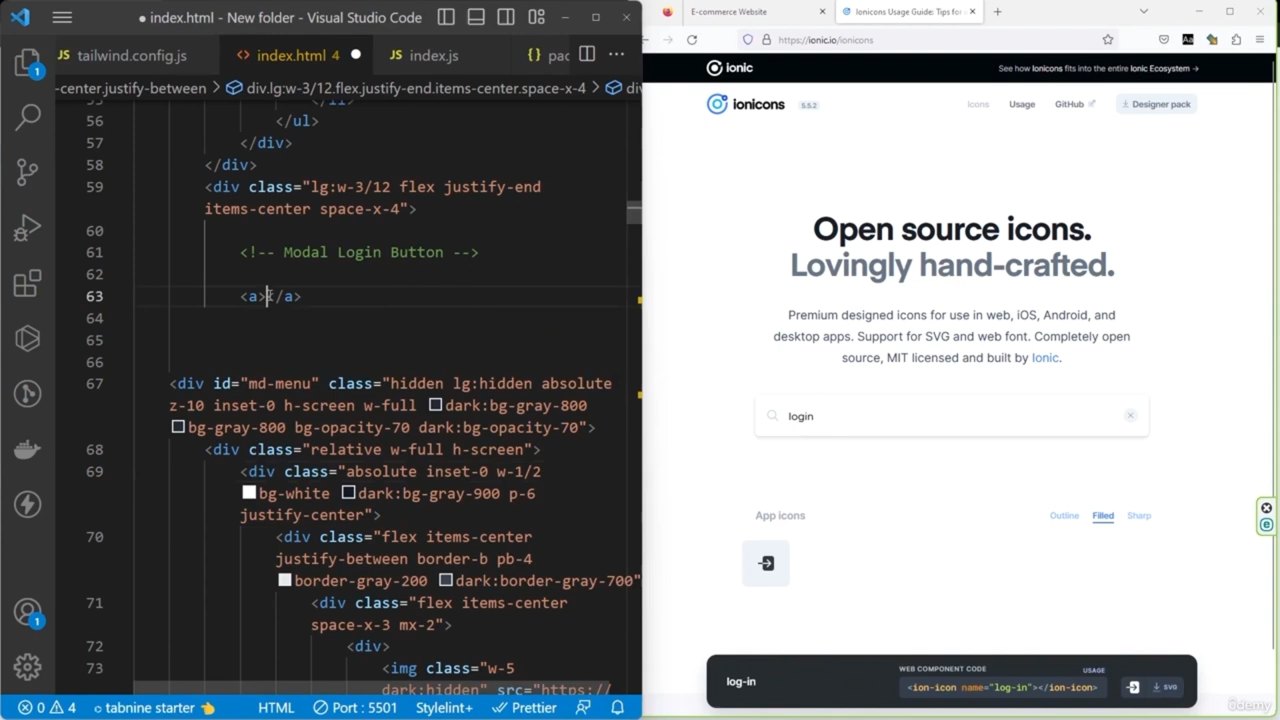 index.html - New folder - Visual Studio Code
tailwind.config.js
index.html 4
index.js
-center.justify-between > div.lg:w-3/12.flex.justify-end.items-center.space-x-4 >
56 </ul>
57 </div>
58 </div>
59 <div class="lg:w-3/12 flex justify-end
items-center space-x-4">
60
61 <!-- Modal Login Button -->
62
63 <a></a>
64
65
66
67 <div id="md-menu" class="hidden lg:hidden absolute
z-10 inset-0 h-screen w-full dark:bg-gray-800
bg-gray-800 bg-opacity-70 dark:bg-opacity-70">
68 <div class="relative w-full h-screen">
69 <div class="absolute inset-0 w-1/2
bg-white dark:bg-gray-900 p-6
justify-center">
70 <div class="flex items-center
justify-between border-b pb-4
border-gray-200 dark:border-gray-700"
71 <div class="flex items-center
space-x-3 mx-2">
72 <div>
73 <img class="w-5
dark:hidden" src="https://
1
1
0 4 tabnine starter HTML Port : 5501 Stylelint+ Prettier
E-commerce Website
Ionicons Usage Guide: Tips for
https://ionic.io/ionicons
ionic
See how Ionicons fits into the entire Ionic Ecosystem →
ionicons 5.5.2
Icons Usage GitHub Designer pack
Open source icons.
Lovingly hand-crafted.
Premium designed icons for use in web, iOS, Android, and
desktop apps. Support for SVG and web font. Completely open
source, MIT licensed and built by Ionic.
login
App icons
Outline Filled Sharp
log-in
WEB COMPONENT CODE USAGE
<ion-icon name="log-in"></ion-icon>
SVG
ûdemy